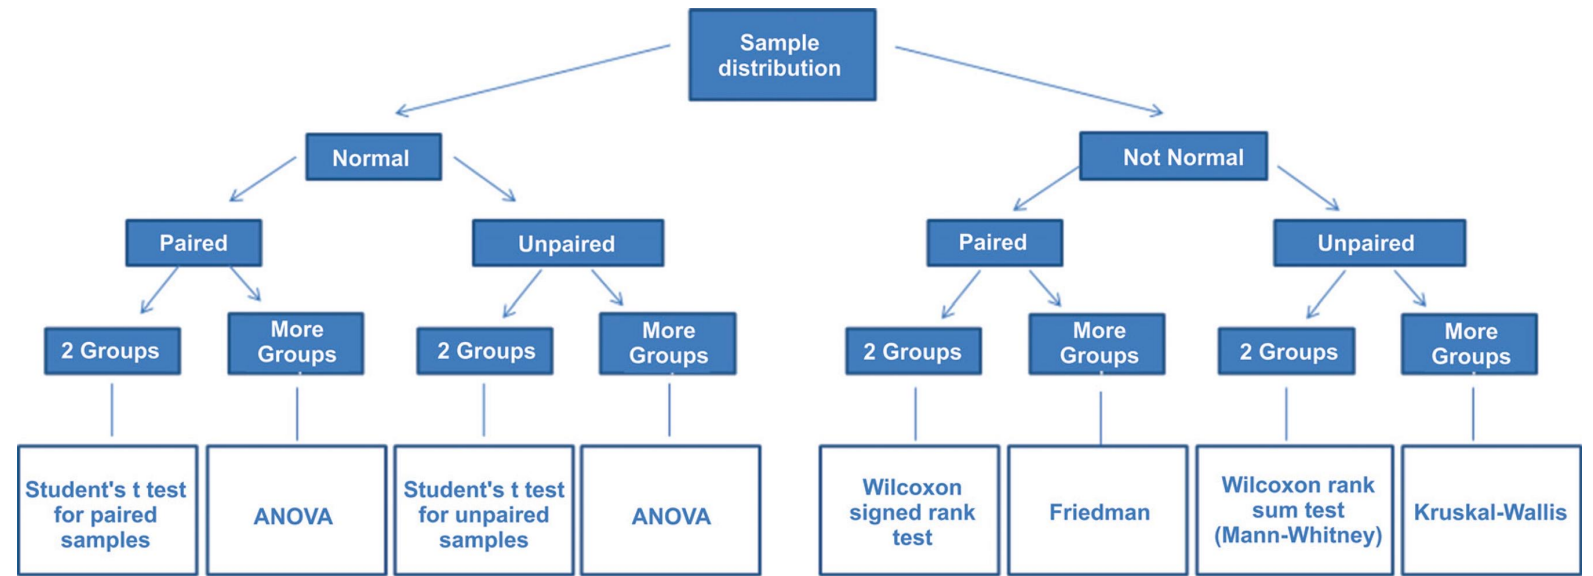 Sample
distribution
Normal
Not Normal
Paired
Unpaired
Paired
Unpaired
2 Groups
More
Groups
2 Groups
More
Groups
2 Groups
More
Groups
2 Groups
More
Groups
Student's t test
for paired
samples
ANOVA
Student's t test
for unpaired
samples
ANOVA
Wilcoxon
signed rank
test
Friedman
Wilcoxon rank
sum test
(Mann-Whitney)
Kruskal-Wallis